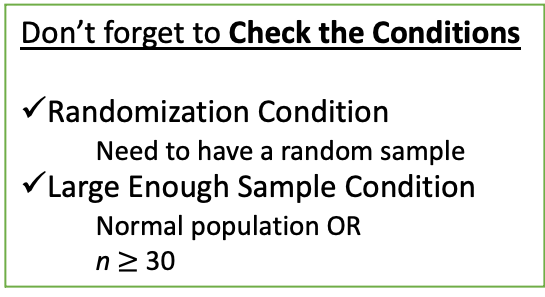 Don't forget to Check the Conditions
✓Randomization Condition
Need to have a random sample
✓Large Enough Sample Condition
Normal population OR
n ≥ 30